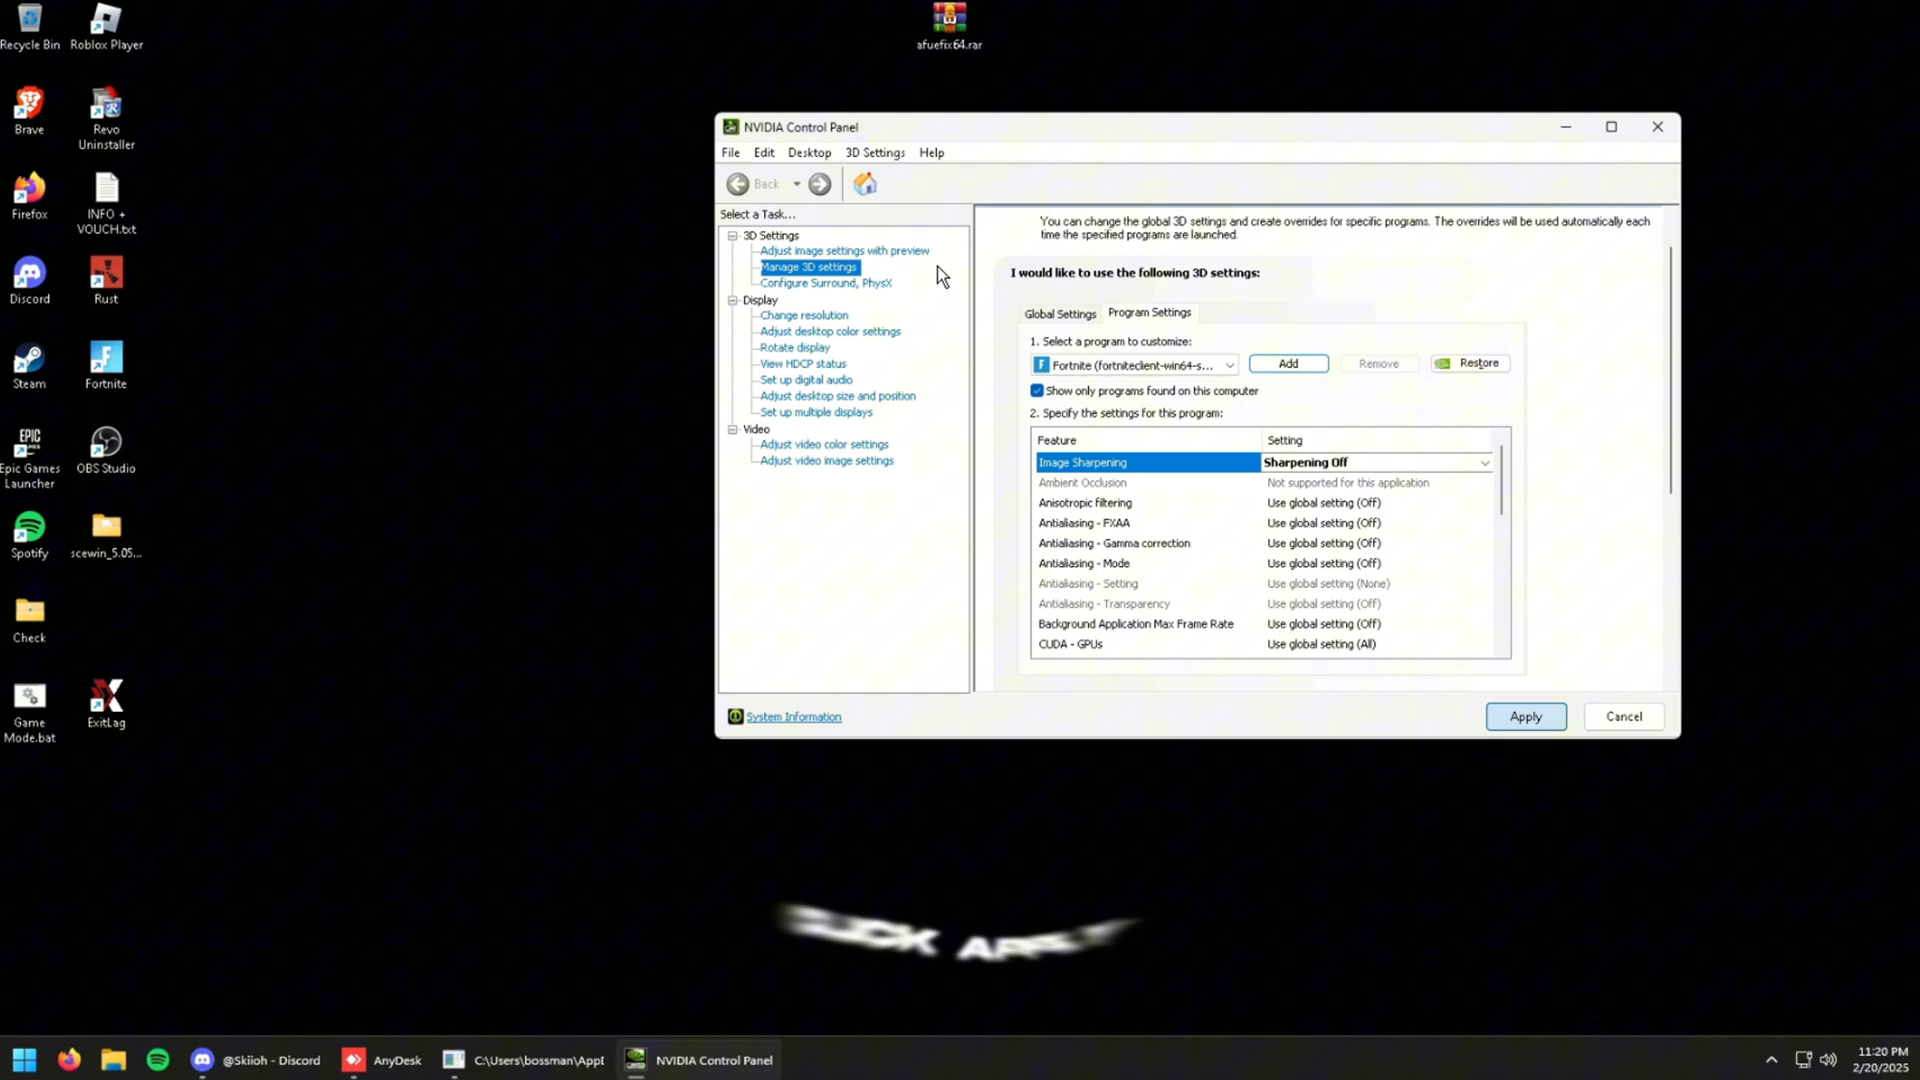 Recycle Bin
Roblox Player
afuefix64.rar
Brave
Revo
Uninstaller
Firefox
INFO +
VOUCH.txt
Discord
Rust
Steam
Fortnite
EPIC
GAMES
Epic Games
Launcher
OBS Studio
Spotify
scewin_5.05...
Check
Game
Mode.bat
ExitLag
NVIDIA Control Panel
File Edit Desktop 3D Settings Help
Back
Select a Task...
3D Settings
Adjust image settings with preview
Manage 3D settings
Configure Surround, PhysX
Display
Change resolution
Adjust desktop color settings
Rotate display
View HDCP status
Set up digital audio
Adjust desktop size and position
Set up multiple displays
Video
Adjust video color settings
Adjust video image settings
System Information
You can change the global 3D settings and create overrides for specific programs. The overrides will be used automatically each
time the specified programs are launched.
I would like to use the following 3D settings:
Global Settings Program Settings
1. Select a program to customize:
Fortnite (fortniteclient-win64-s... Add Remove Restore
Show only programs found on this computer
2. Specify the settings for this program:
Feature Setting
Image Sharpening Sharpening Off
Ambient Occlusion Not supported for this application
Anisotropic filtering Use global setting (Off)
Antialiasing - FXAA Use global setting (Off)
Antialiasing - Gamma correction Use global setting (Off)
Antialiasing - Mode Use global setting (Off)
Antialiasing - Setting Use global setting (None)
Antialiasing - Transparency Use global setting (Off)
Background Application Max Frame Rate Use global setting (Off)
CUDA - GPUs Use global setting (All)
Apply Cancel
@Skiioh - Discord
AnyDesk
C:\Users\bossman\AppD
NVIDIA Control Panel
11:20 PM
2/20/2025